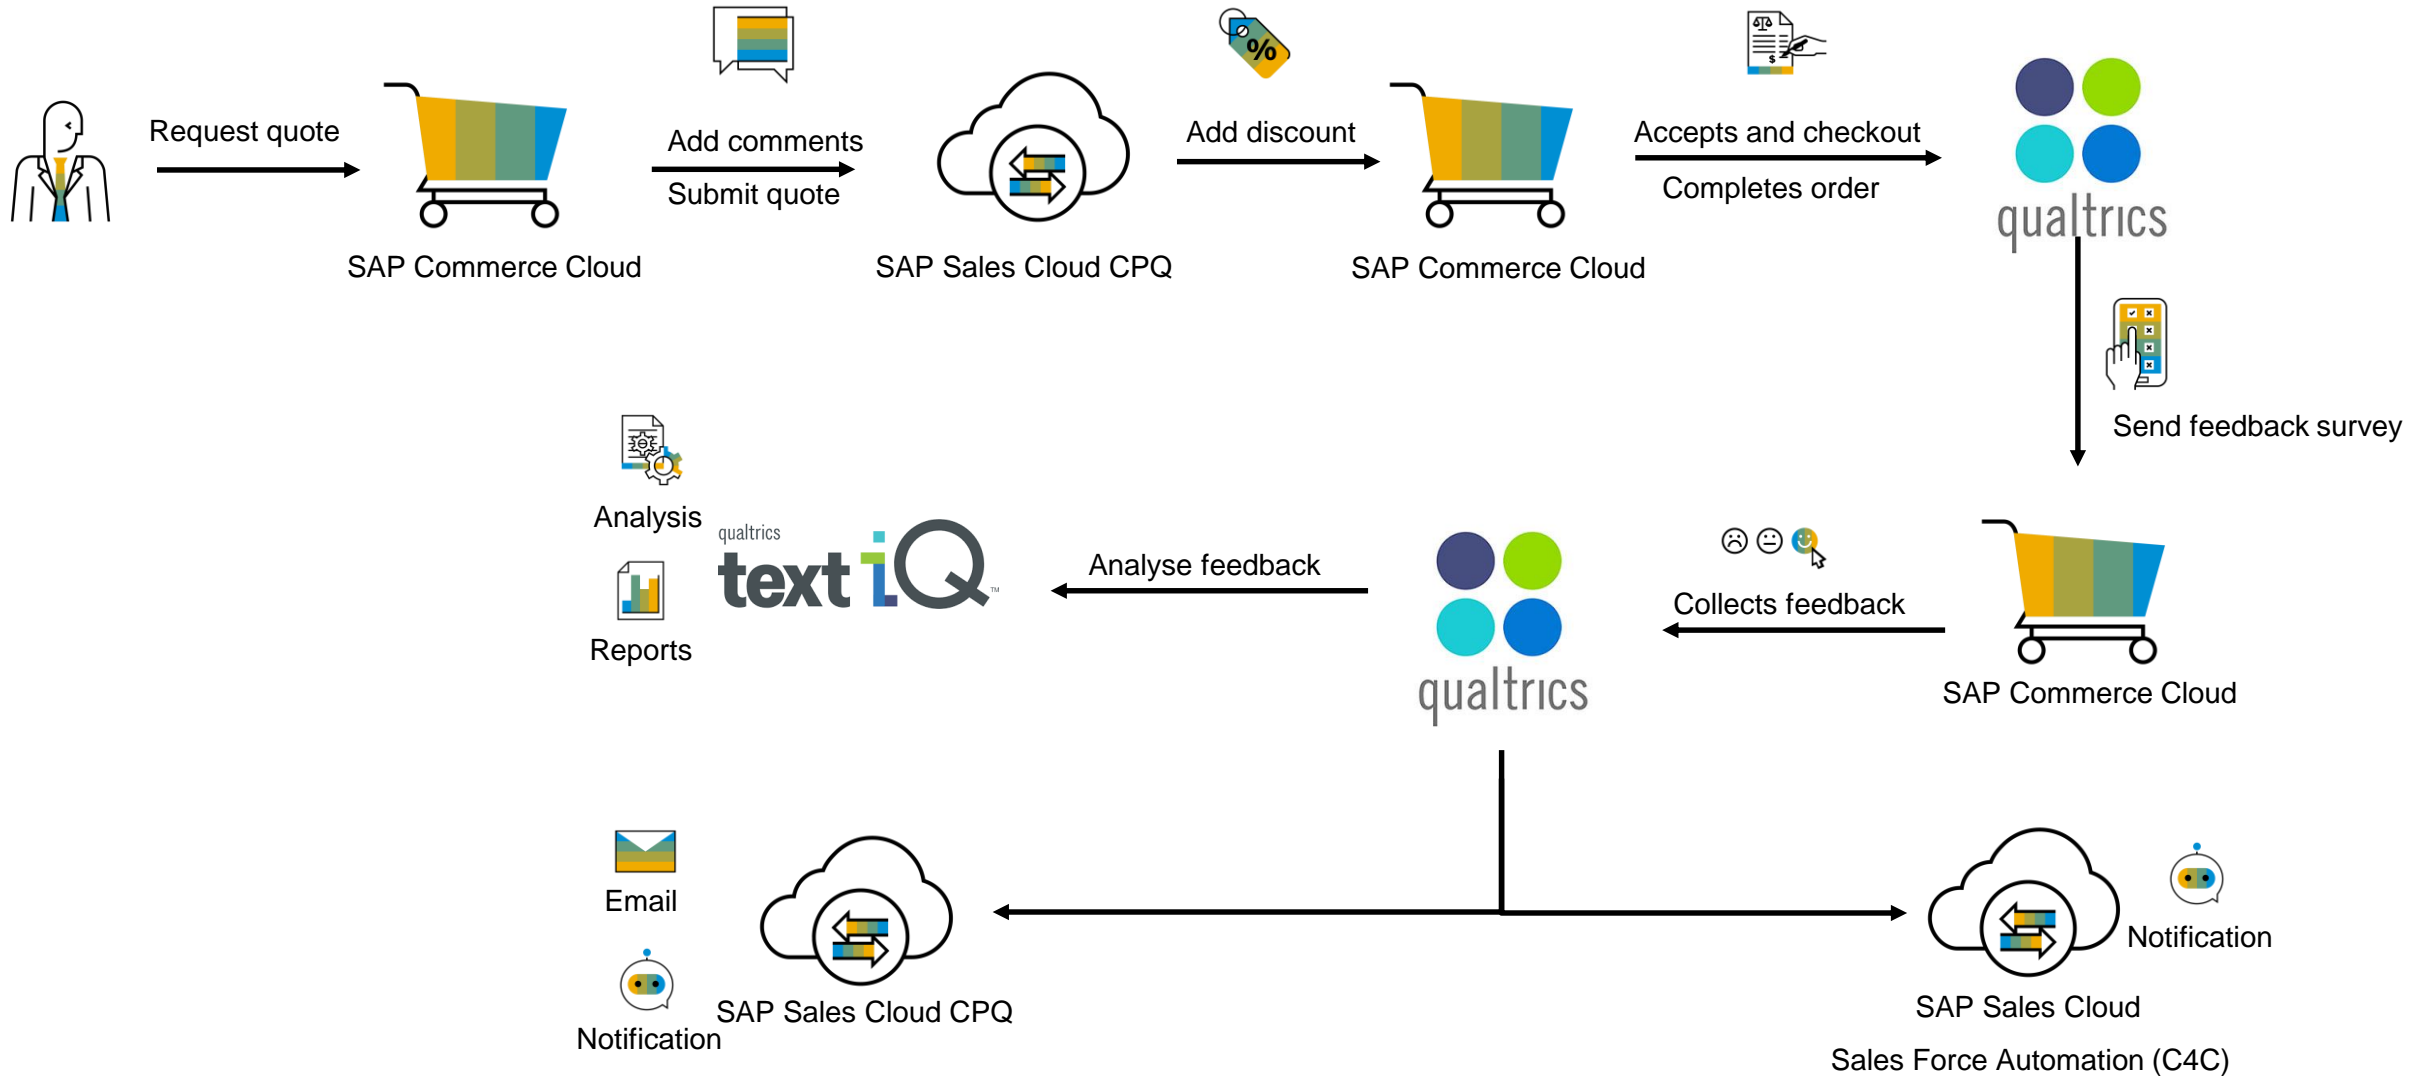 Request quote
Add comments
Submit quote
%
Add discount
$
Accepts and checkout
Completes order
qualtrics
SAP Commerce Cloud
SAP Sales Cloud CPQ
SAP Commerce Cloud
Send feedback survey
Analysis
Reports
qualtrics
text iQ™
Analyse feedback
qualtrics
Collects feedback
SAP Commerce Cloud
Email
Notification
SAP Sales Cloud CPQ
Notification
SAP Sales Cloud
Sales Force Automation (C4C)